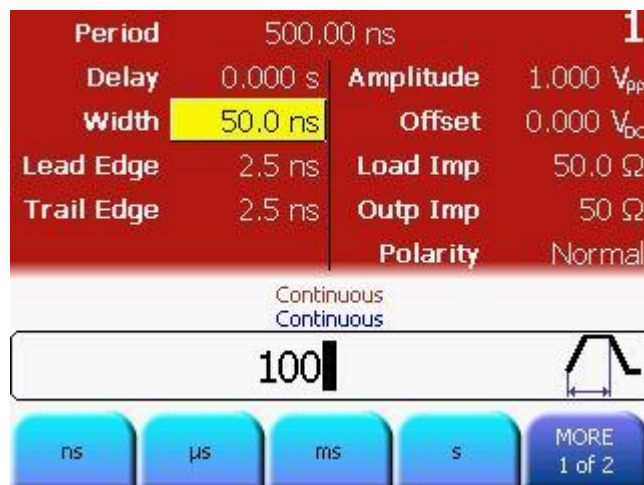 Period 500.00 ns 1
Delay 0.000 s Amplitude 1.000 Vpp
Width 50.0 ns Offset 0.000 VDC
Lead Edge 2.5 ns Load Imp 50.0 Ω
Trail Edge 2.5 ns Outp Imp 50 Ω
Polarity Normal
Continuous
Continuous
100
ns µs ms s MORE
1 of 2